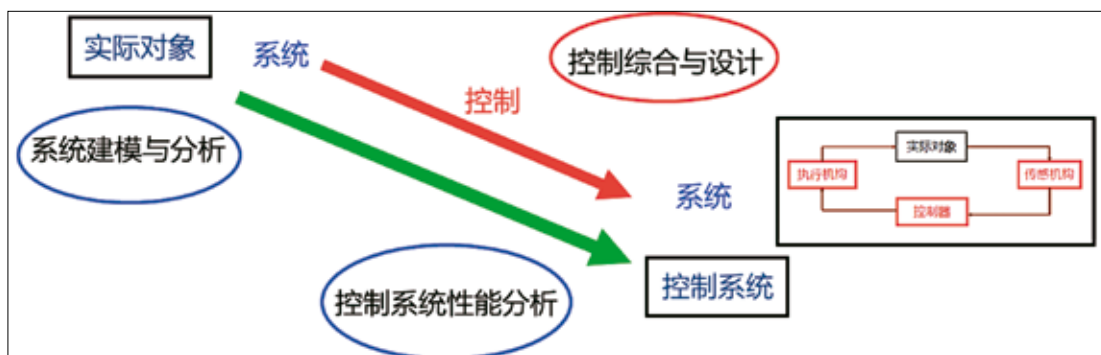 实际对象
系统
控制综合与设计
控制
系统建模与分析
实际对象
执行机构
传感机构
控制器
系统
控制系统
控制系统性能分析